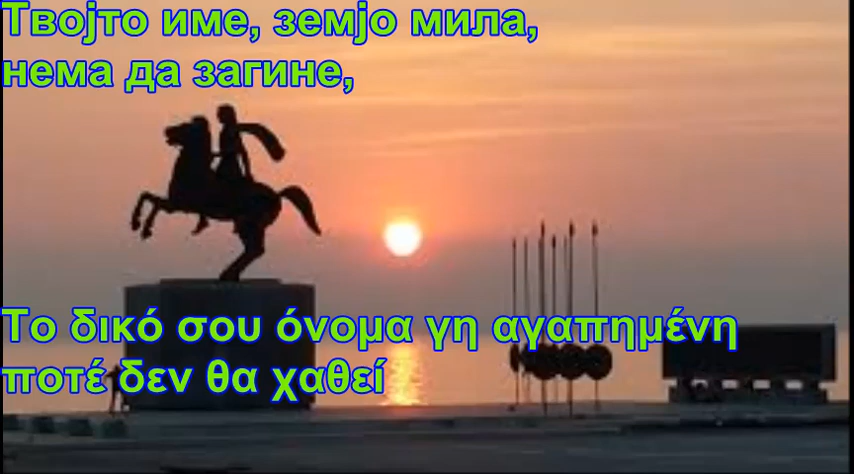 Твојто име, земјо мила,
нема да загине,
Το δικό σου όνομα γη αγαπημένη
ποτέ δεν θα χαθεί